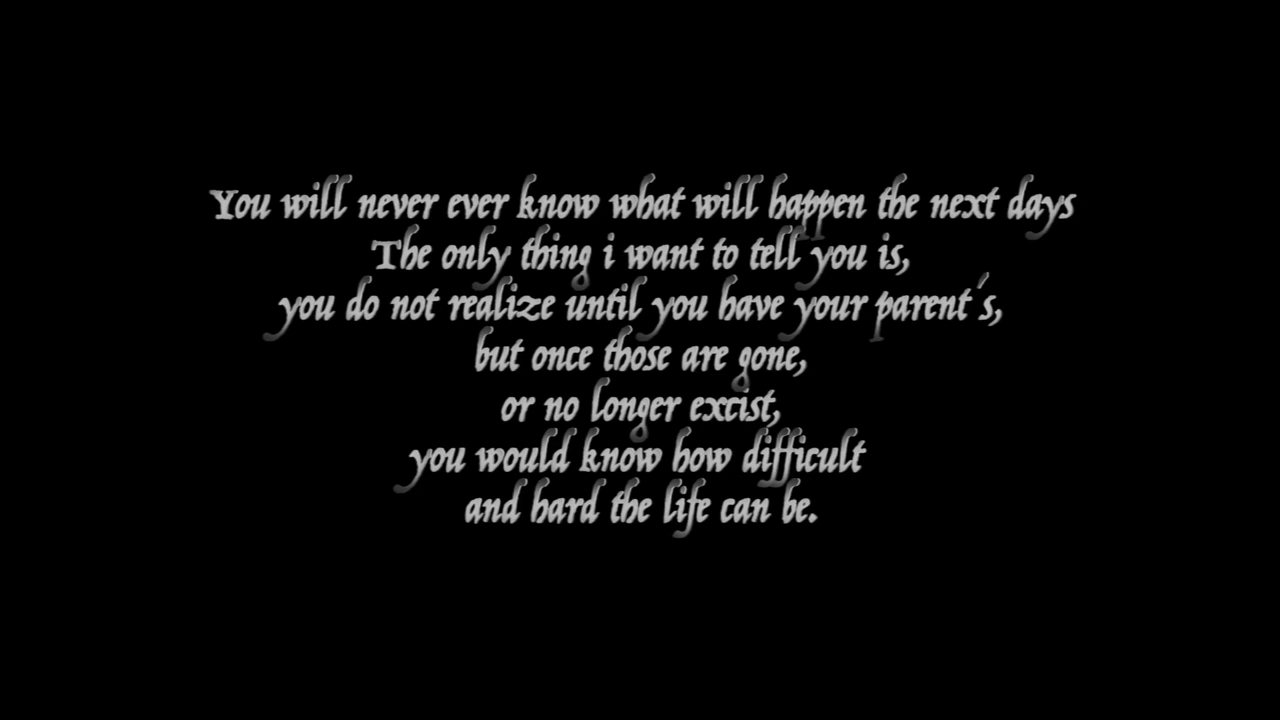 You will never ever know what will happen the next days
The only thing i want to tell you is,
you do not realize until you have your parent´s,
but once those are gone,
or no longer excist,
you would know how difficult
and hard the life can be.